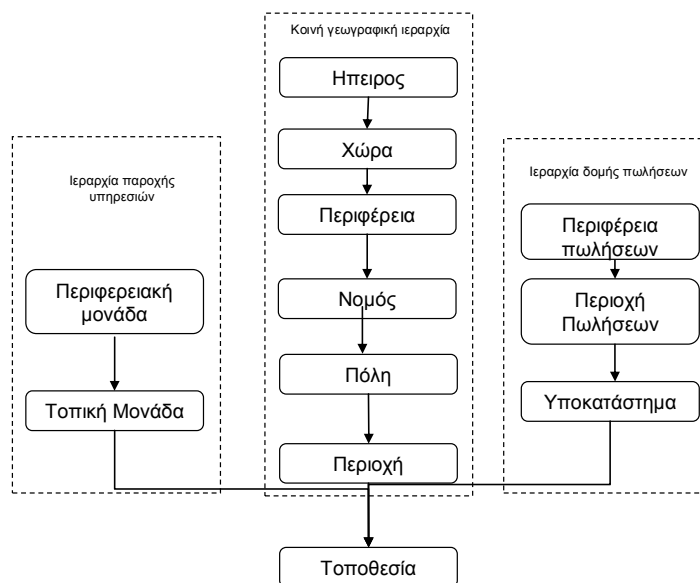 Κοινή γεωγραφική ιεραρχία
Ηπειρος
Χώρα
Περιφέρεια
Νομός
Πόλη
Περιοχή
Ιεραρχία παροχής
υπηρεσιών
Περιφερειακή
μονάδα
Τοπική Μονάδα
Ιεραρχία δομής πωλήσεων
Περιφέρεια
πωλήσεων
Περιοχή
Πωλήσεων
Υποκατάστημα
Τοποθεσία